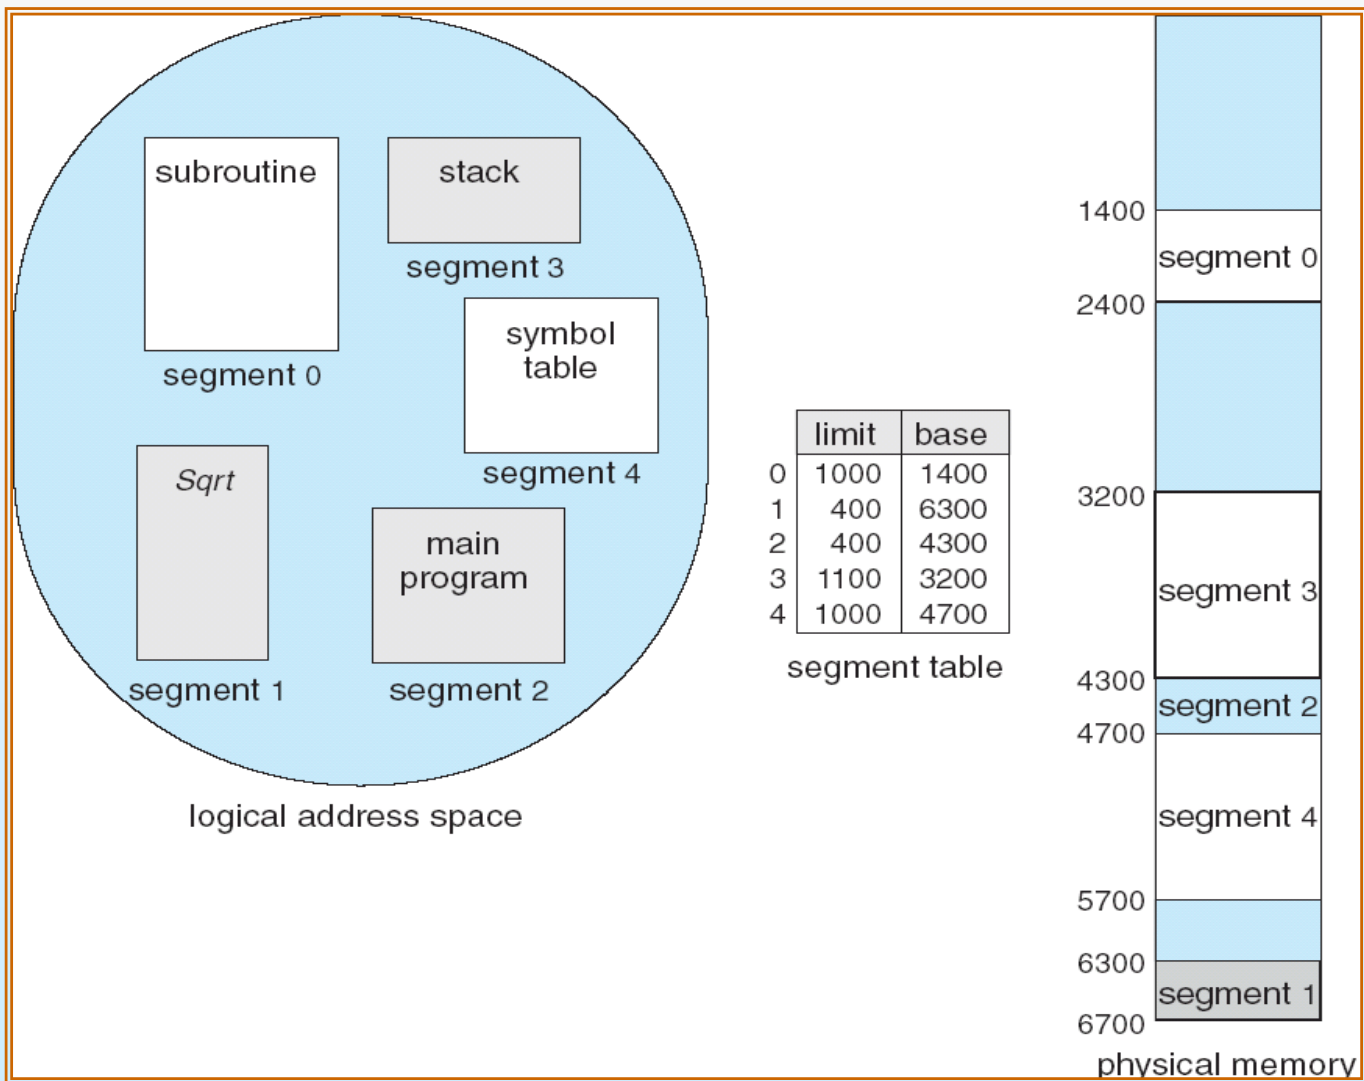 subroutine
segment 0
stack
segment 3
symbol
table
segment 4
Sqrt
segment 1
main
program
segment 2
logical address space
limit base
0 1000 1400
1 400 6300
2 400 4300
3 1100 3200
4 1000 4700
segment table
1400
segment 0
2400
3200
segment 3
4300
segment 2
4700
segment 4
5700
6300
segment 1
6700
physical memory